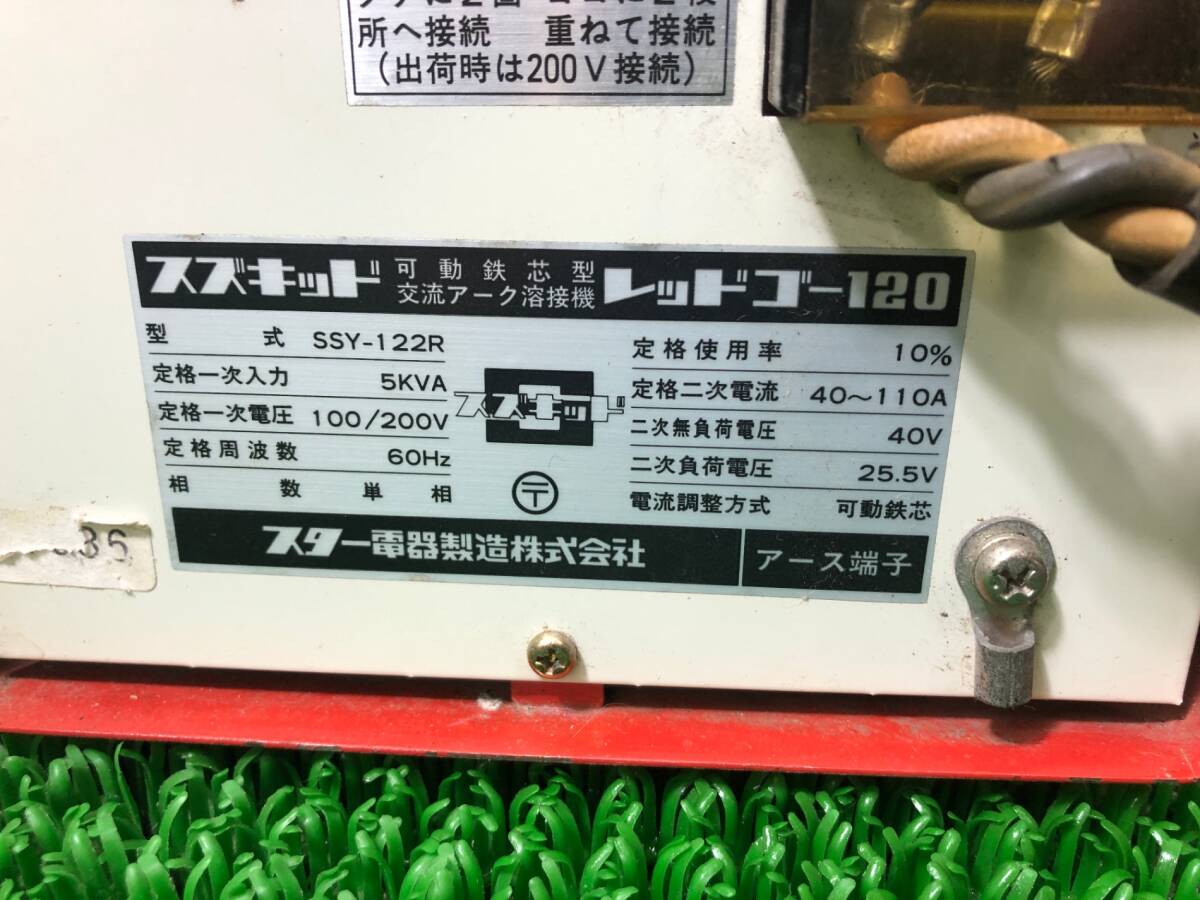 所へ接続 重ねて接続
(出荷時は200V接続)
スズキッド 可動鉄芯型 交流アーク溶接機 レッドゴー120
型式 SSY-122R
定格一次入力 5KVA
定格一次電圧 100/200V
定格周波数 60Hz
相数 単相
スズキッド
〒
定格使用率 10%
定格二次電流 40～110A
二次無負荷電圧 40V
二次負荷電圧 25.5V
電流調整方式 可動鉄芯
スター電器製造株式会社
アース端子